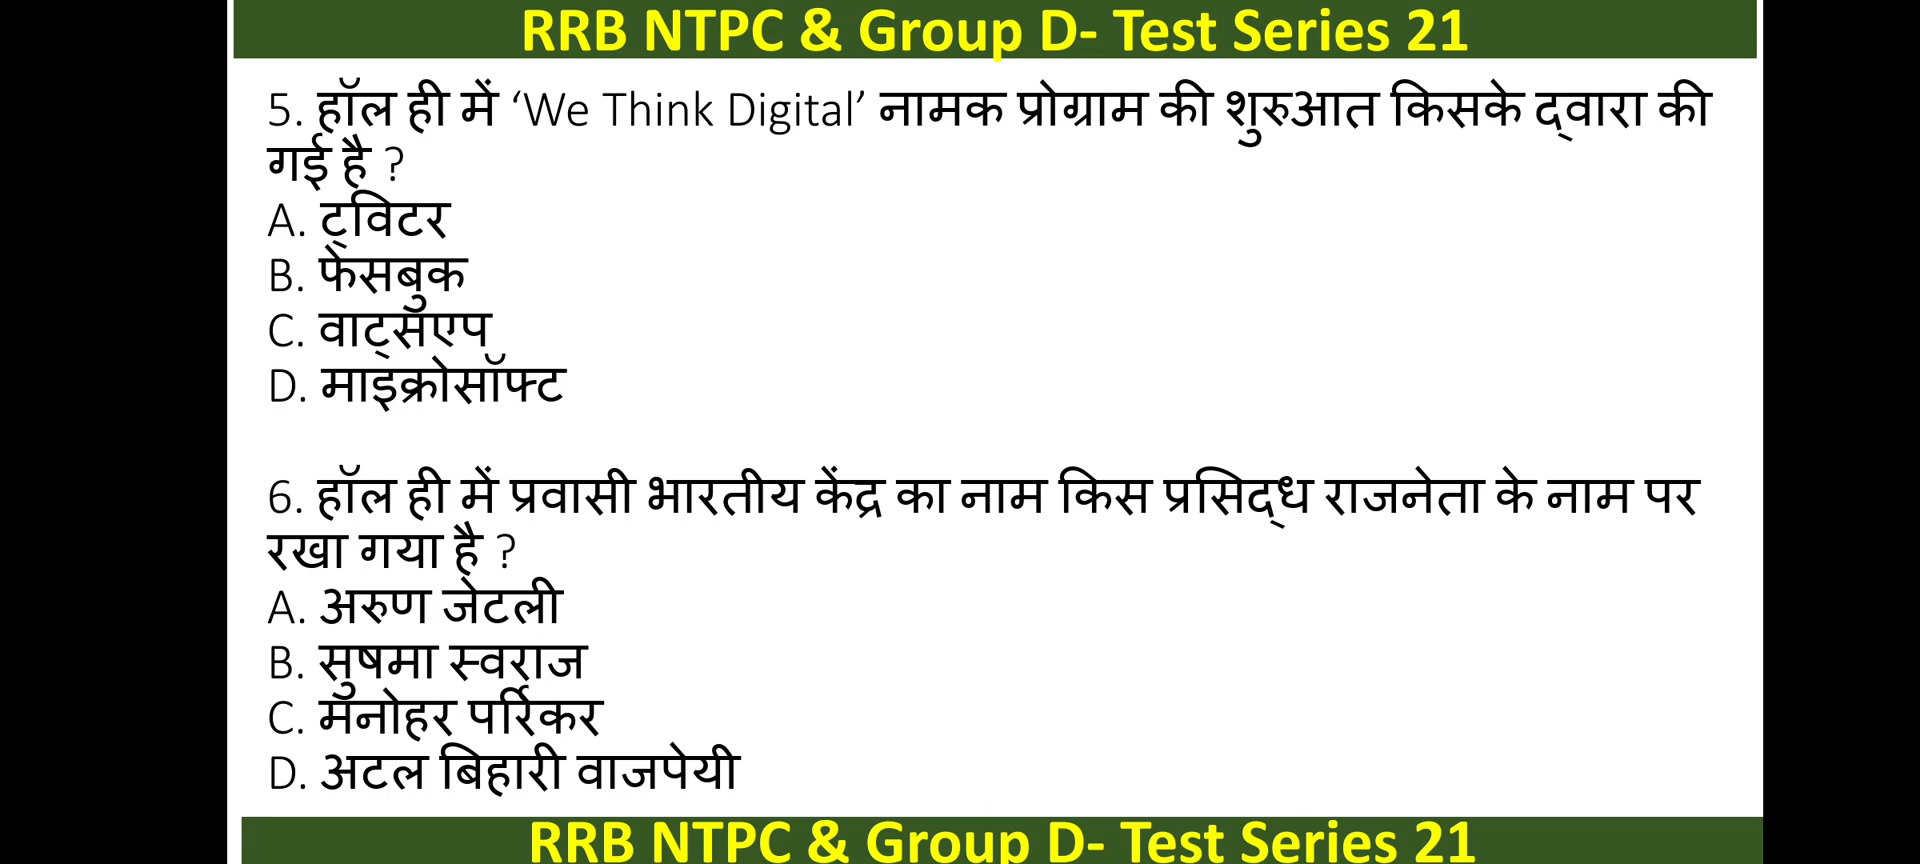 RRB NTPC & Group D- Test Series 21
5. हॉल ही में ‘We Think Digital’ नामक प्रोग्राम की शुरुआत किसके द्वारा की
गई है ?
A. ट्विटर
B. फेसबुक
C. वाट्सएप
D. माइक्रोसॉफ्ट
6. हॉल ही में प्रवासी भारतीय केंद्र का नाम किस प्रसिद्ध राजनेता के नाम पर
रखा गया है ?
A. अरुण जेटली
B. सुषमा स्वराज
C. मनोहर पर्रिकर
D. अटल बिहारी वाजपेयी
RRB NTPC & Group D- Test Series 21